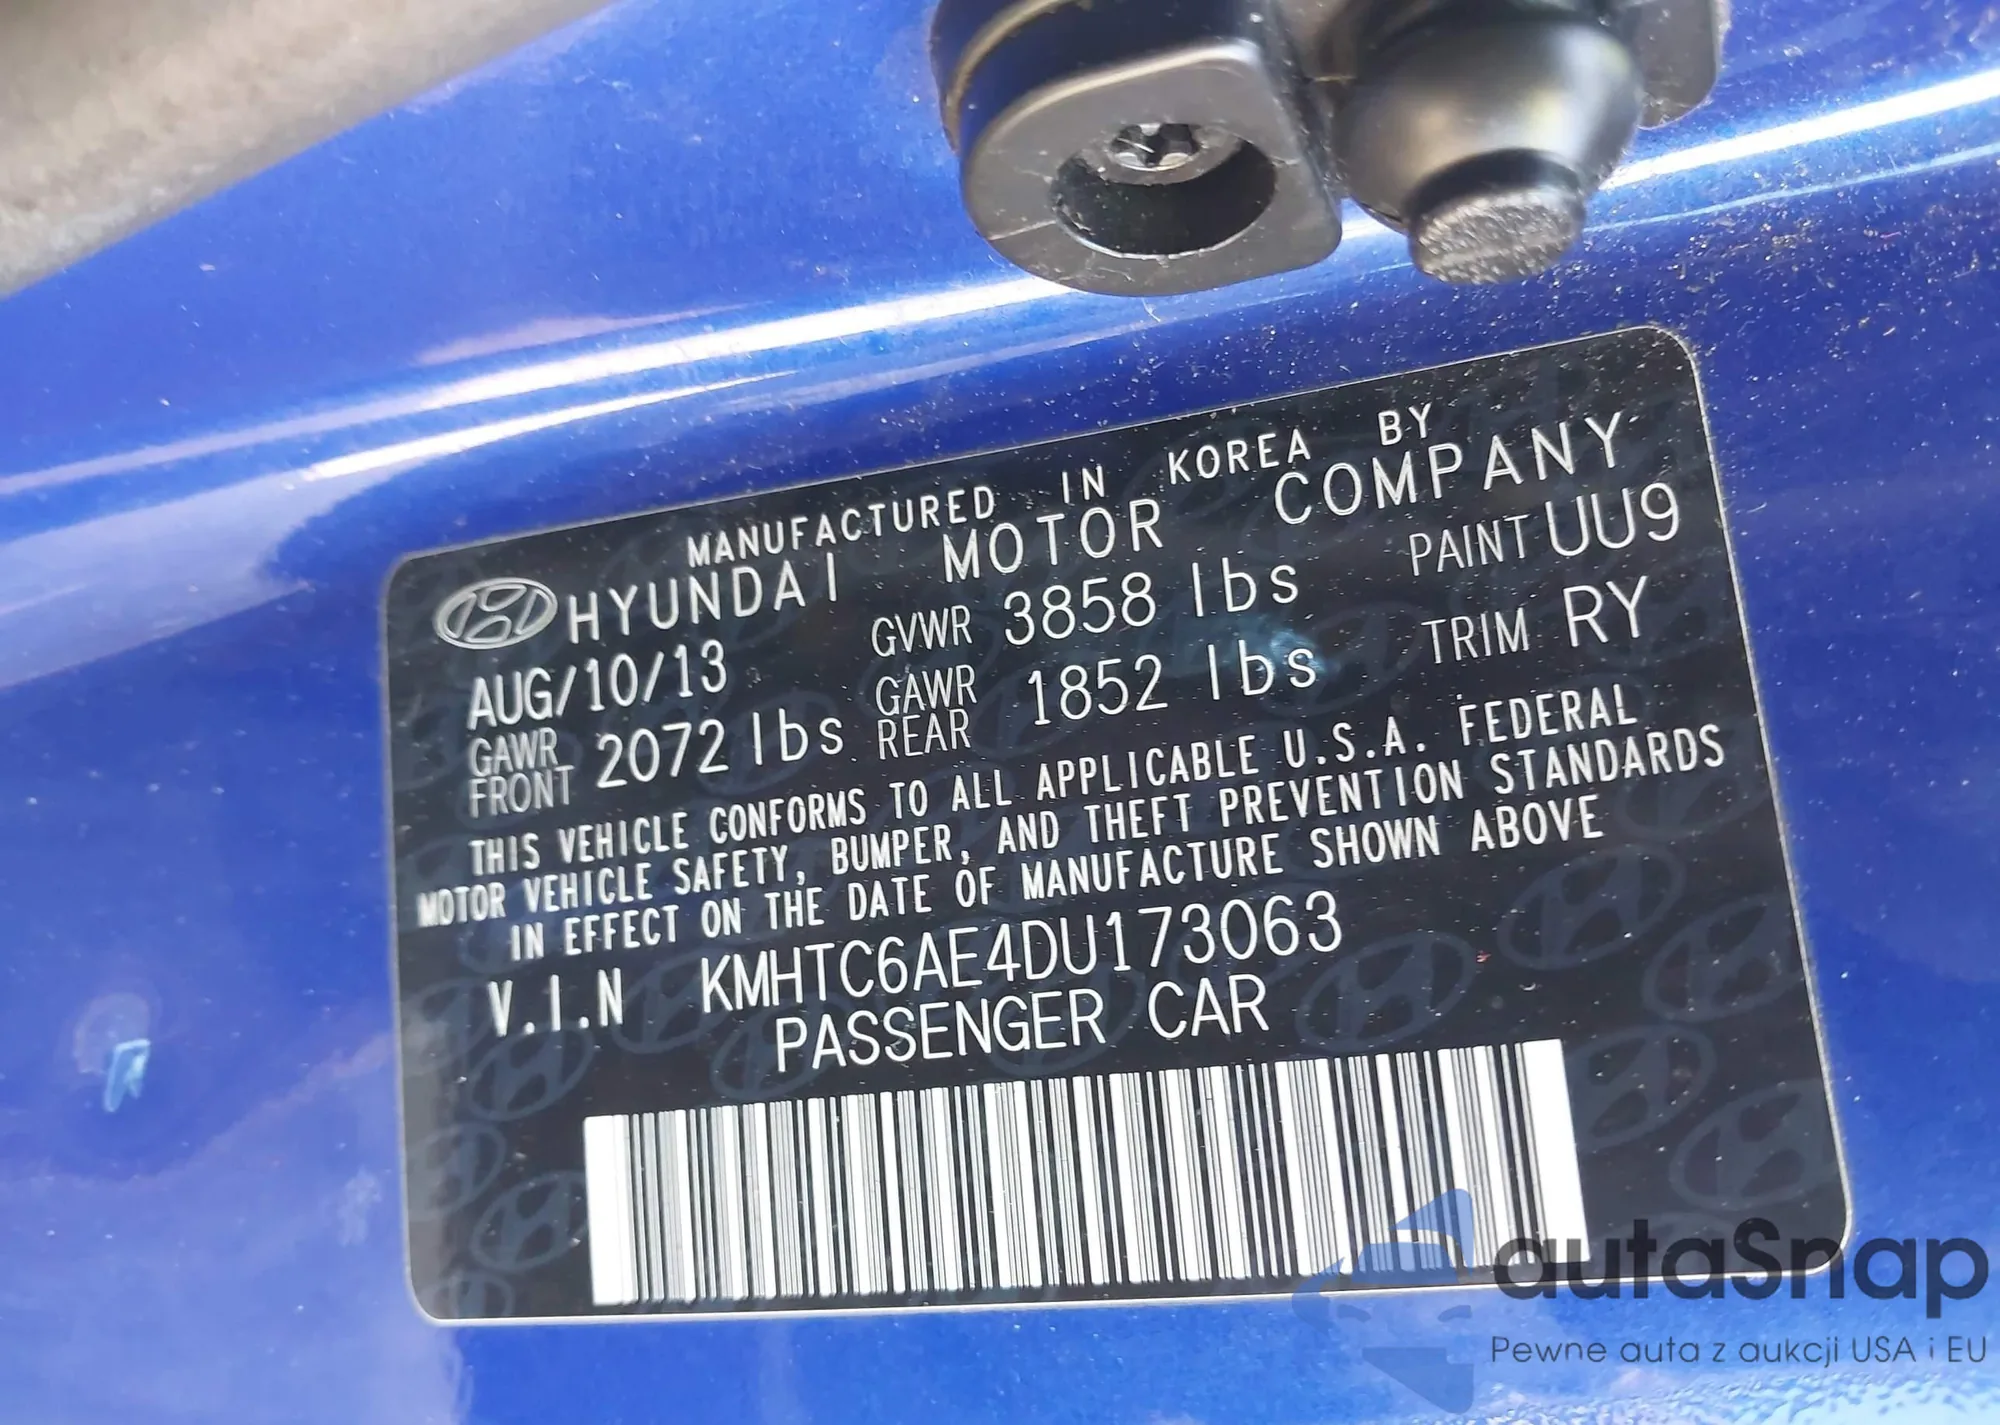 MANUFACTURED IN KOREA BY
HYUNDAI MOTOR COMPANY
AUG/10/13 GVWR 3858 lbs PAINT UU9
GAWR FRONT 2072 lbs GAWR REAR 1852 lbs TRIM RY
THIS VEHICLE CONFORMS TO ALL APPLICABLE U.S.A. FEDERAL
MOTOR VEHICLE SAFETY, BUMPER, AND THEFT PREVENTION STANDARDS
IN EFFECT ON THE DATE OF MANUFACTURE SHOWN ABOVE
V.I.N KMHTC6AE4DU173063
PASSENGER CAR
autaSnap
Pewne auta z aukcji USA i EU